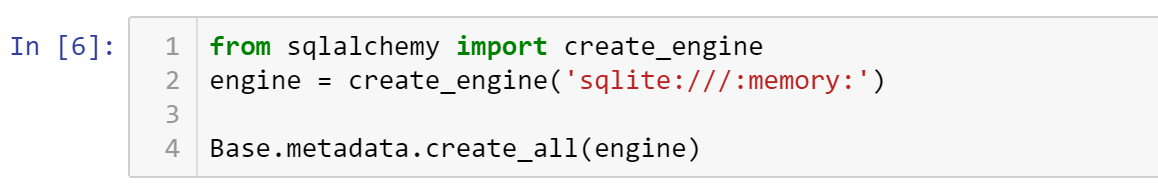 In [6]: 1 from sqlalchemy import create_engine
2 engine = create_engine('sqlite:///:memory:')
3
4 Base.metadata.create_all(engine)